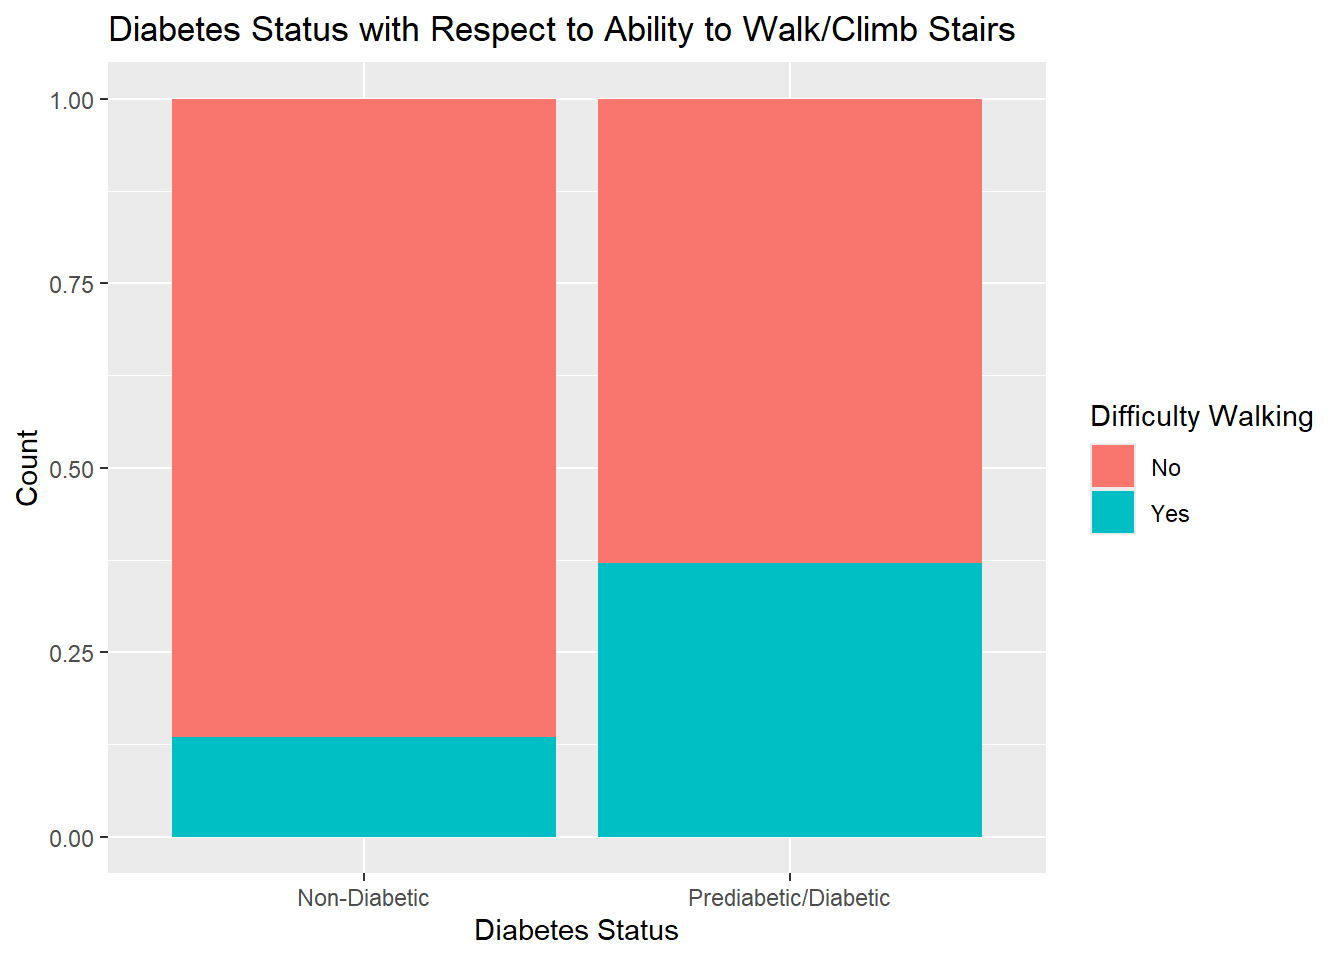 Diabetes Status with Respect to Ability to Walk/Climb Stairs
1.00
0.75
0.50
0.25
0.00
Count
Non-Diabetic
Prediabetic/Diabetic
Diabetes Status
Difficulty Walking
No
Yes